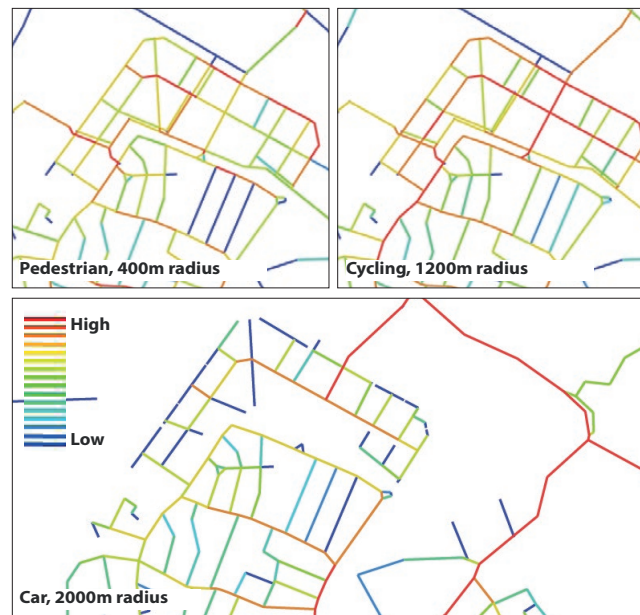 Pedestrian, 400m radius
Cycling, 1200m radius
High
Low
Car, 2000m radius